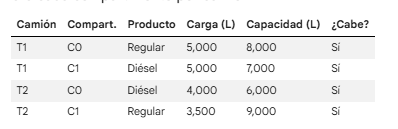 Camión Compart. Producto Carga (L) Capacidad (L) ¿Cabe?
T1 C0 Regular 5,000 8,000 Sí
T1 C1 Diésel 5,000 7,000 Sí
T2 C0 Diésel 4,000 6,000 Sí
T2 C1 Regular 3,500 9,000 Sí